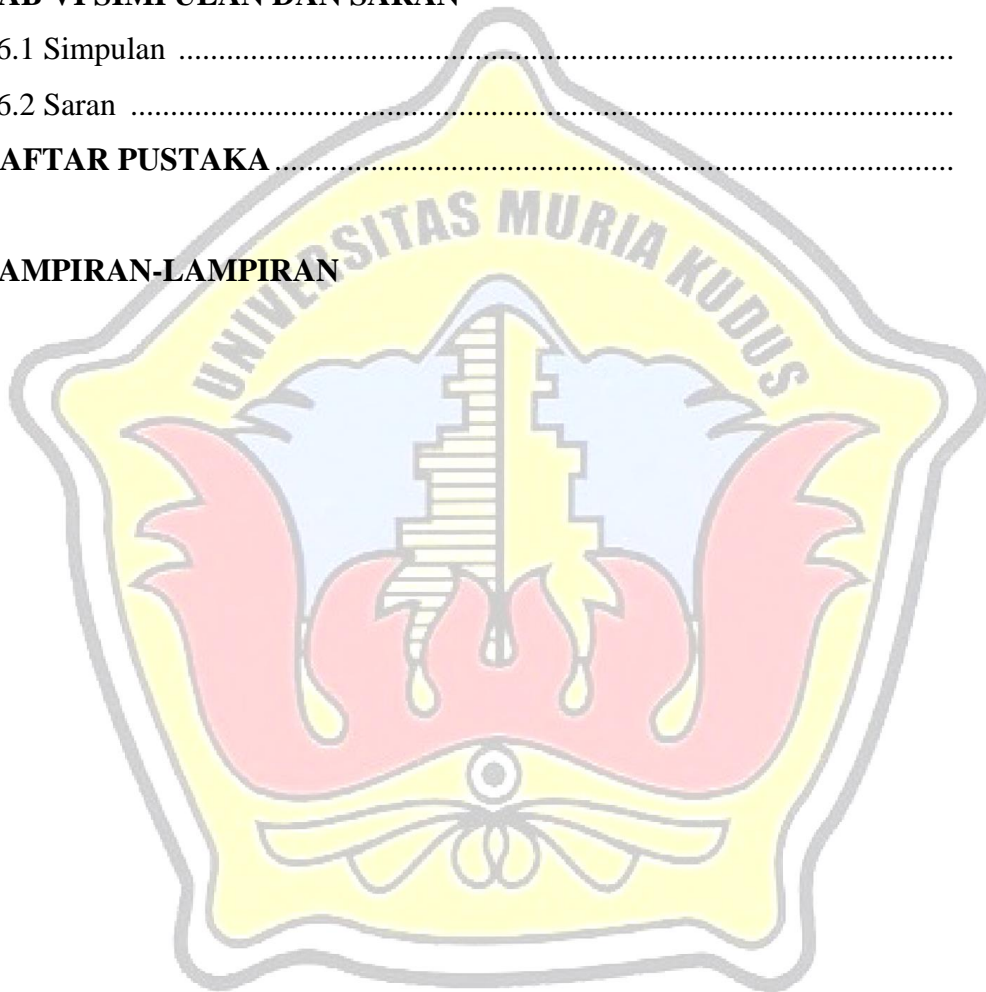 AB VI SIMPULAN DAN SARAN
6.1 Simpulan ....................................................................................................
6.2 Saran ..........................................................................................................
AFTAR PUSTAKA .......................................................................................
AMPIRAN-LAMPIRAN
UNIVERSITAS MURIA KUDUS